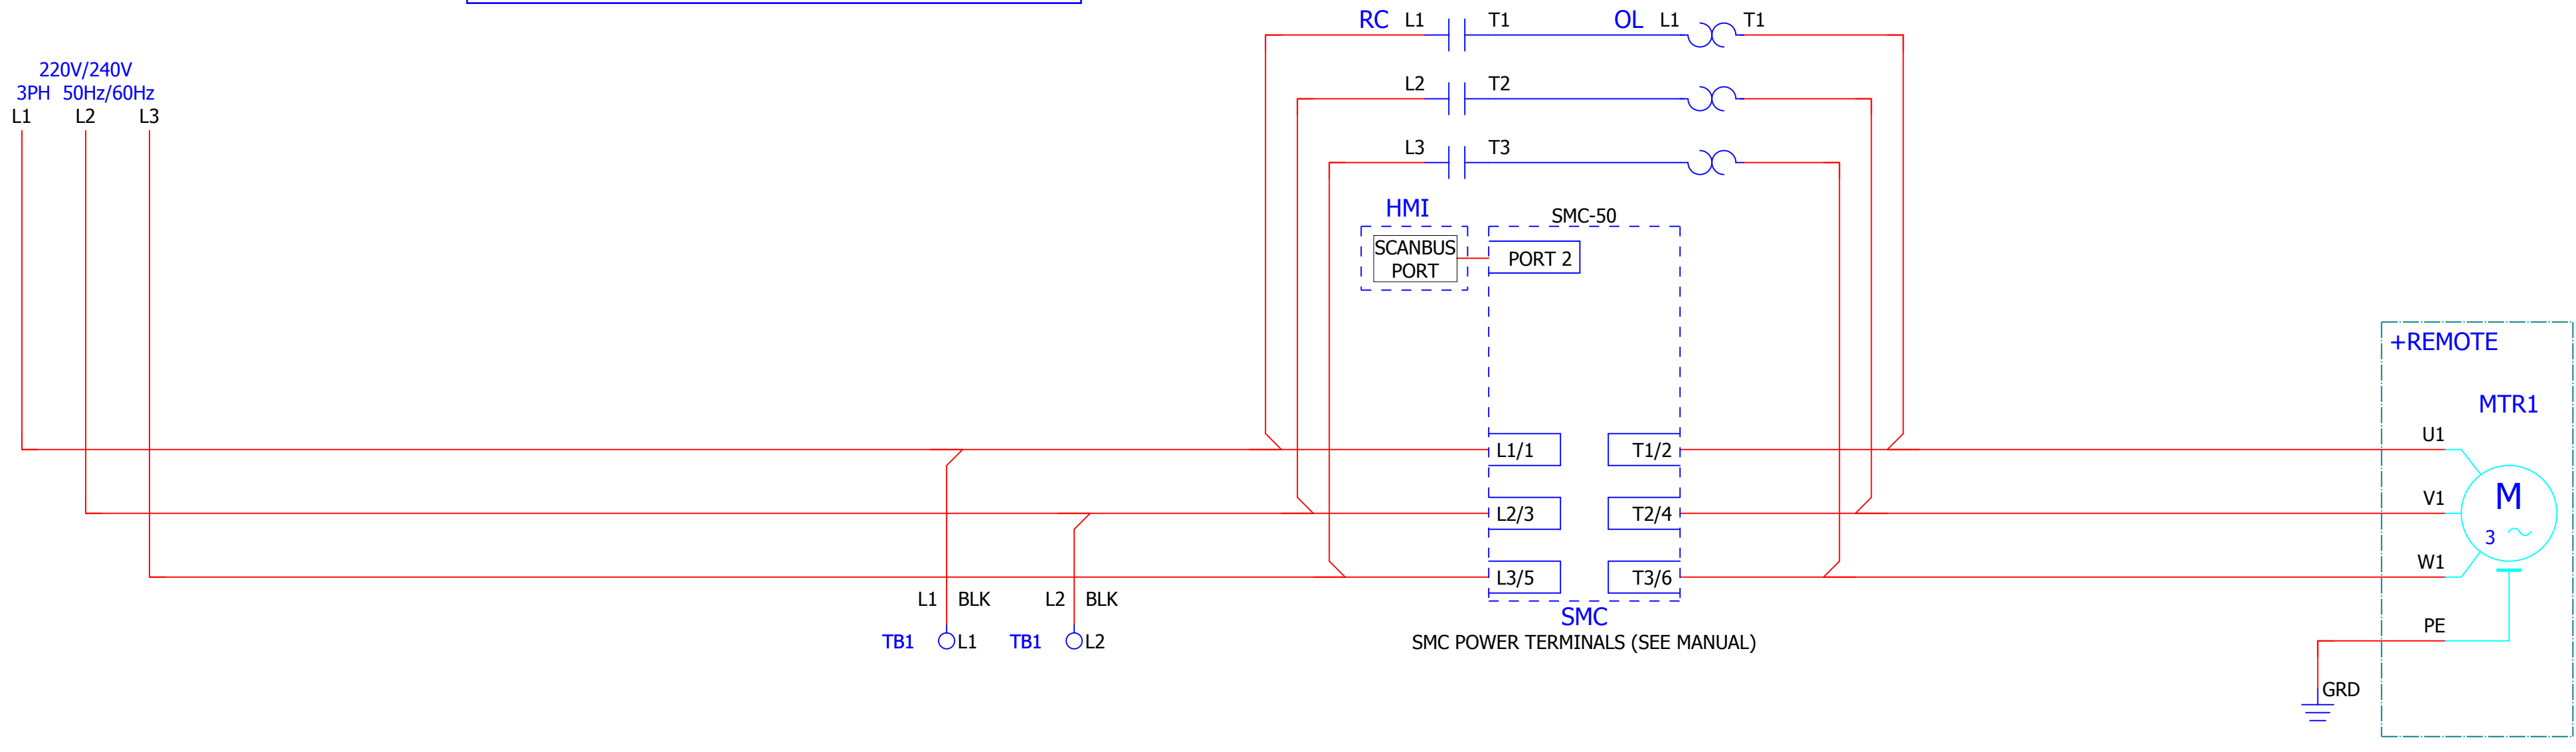 RC L1 T1 OL L1 T1
220V/240V
3PH 50Hz/60Hz
L1 L2 L3
L2 T2
L3 T3
HMI
SCANBUS
PORT
SMC-50
PORT 2
+REMOTE
MTR1
L1/1 T1/2 U1
L2/3 T2/4 V1
M
3
L3/5 T3/6 W1
L1 BLK L2 BLK
SMC
TB1 L1 TB1 L2
SMC POWER TERMINALS (SEE MANUAL)
PE
GRD